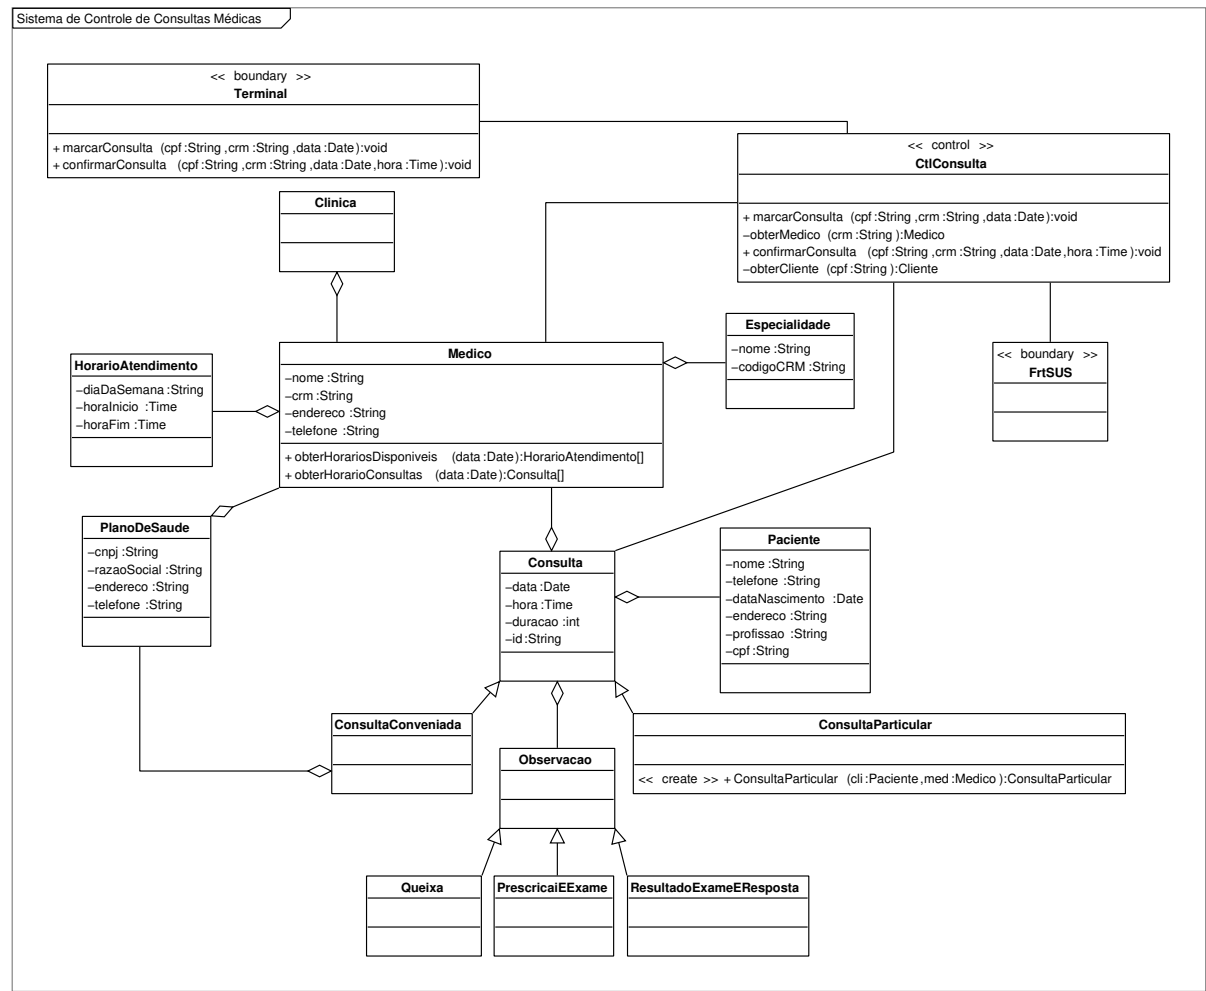 Sistema de Controle de Consultas Médicas
<< boundary >>
Terminal
+ marcarConsulta (cpf :String ,crm :String ,data :Date ):void
+ confirmarConsulta (cpf :String ,crm :String ,data :Date,hora :Time ):void
<< control >>
CtlConsulta
+ marcarConsulta (cpf :String ,crm :String ,data :Date ):void
−obterMedico (crm :String ):Medico
+ confirmarConsulta (cpf :String ,crm :String ,data :Date,hora :Time ):void
−obterCliente (cpf :String ):Cliente
Clinica
Especialidade
−nome :String
−codigoCRM :String
<< boundary >>
FrtSUS
HorarioAtendimento
−diaDaSemana :String
−horaInicio :Time
−horaFim :Time
Medico
−nome :String
−crm :String
−endereco :String
−telefone :String
+ obterHorariosDisponiveis (data :Date):HorarioAtendimento[]
+ obterHorarioConsultas (data :Date):Consulta[]
PlanoDeSaude
−cnpj :String
−razaoSocial :String
−endereco :String
−telefone :String
Consulta
−data :Date
−hora :Time
−duracao :int
−id :String
Paciente
−nome :String
−telefone :String
−dataNascimento :Date
−endereco :String
−profissao :String
−cpf :String
ConsultaConveniada
ConsultaParticular
<< create >> + ConsultaParticular (cli :Paciente ,med :Medico ):ConsultaParticular
Observacao
Queixa
PrescricaiEExame
ResultadoExameEResposta